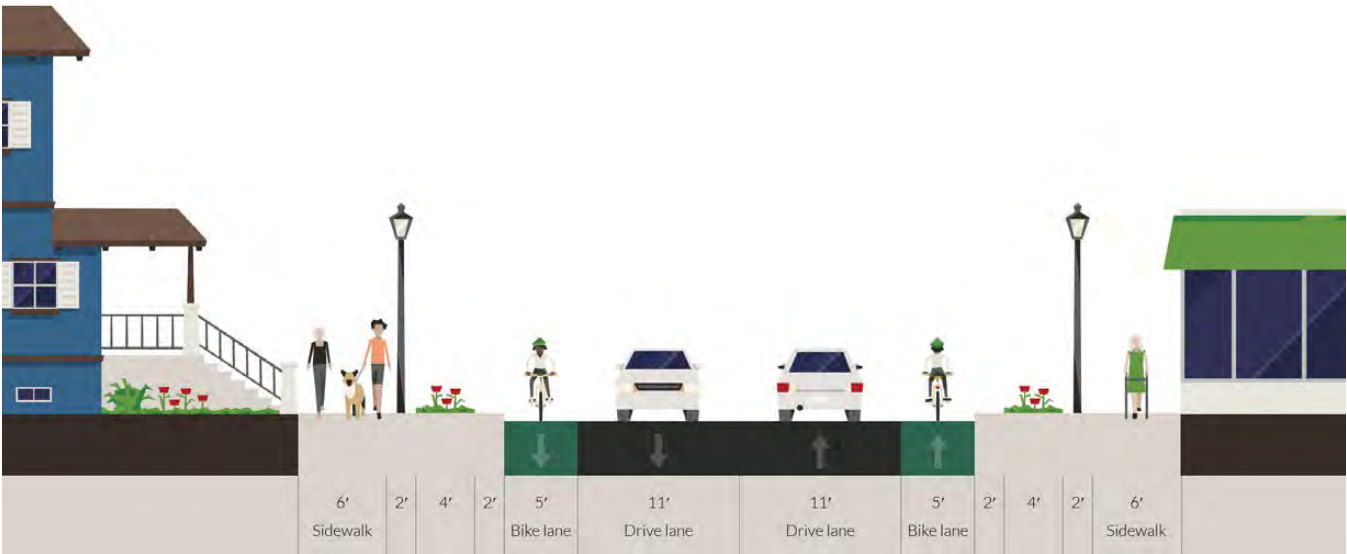 6′ 2′ 4′ 2′ 5′ 11′ 11′ 5′ 2′ 4′ 2′ 6′
Sidewalk Bike lane Drive lane Drive lane Bike lane Sidewalk